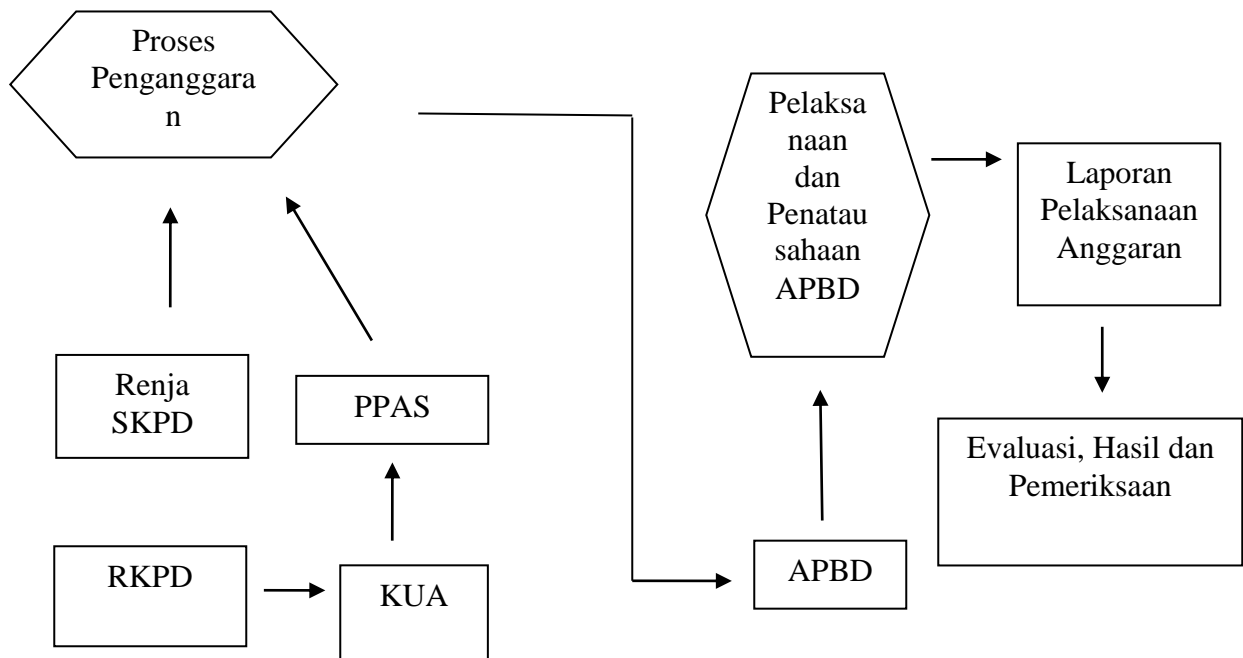 Proses
Penganggara
n
Pelaksa
naan
dan
Penatau
sahaan
APBD
Laporan
Pelaksanaan
Anggaran
Renja
SKPD
PPAS
Evaluasi, Hasil dan
Pemeriksaan
RKPD
KUA
APBD